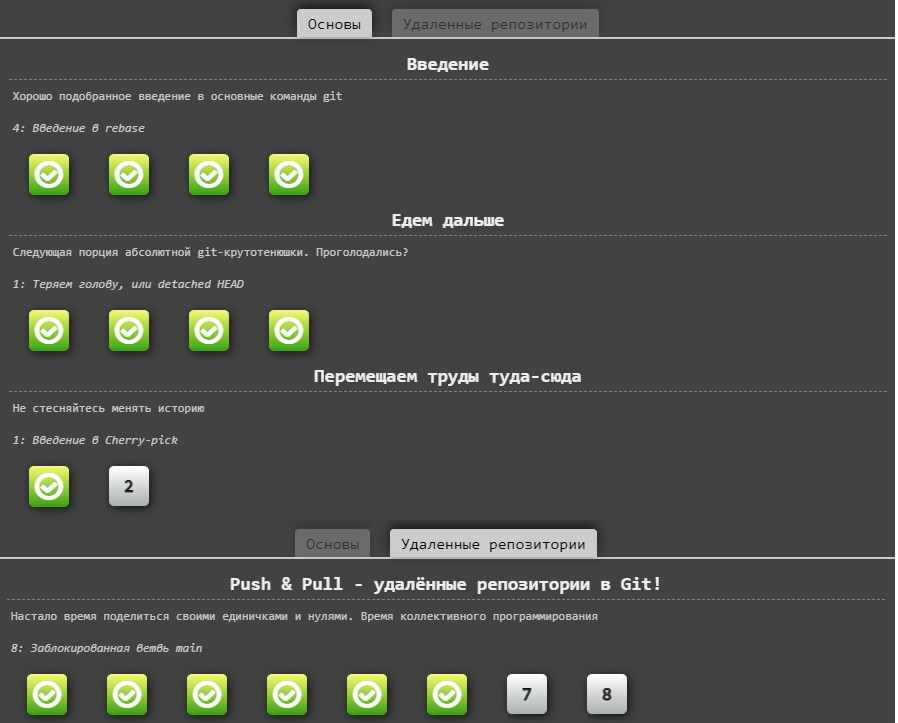 Основы Удаленные репозитории
Введение
Хорошо подобранное введение в основные команды git
4: Введение в rebase
Едем дальше
Следующая порция абсолютной git-крутотенюшки. Проголодались?
1: Теряем голову, или detached HEAD
Перемещаем труды туда-сюда
Не стесняйтесь менять историю
1: Введение в Cherry-pick
2
Основы Удаленные репозитории
Push & Pull - удалённые репозитории в Git!
Настало время поделиться своими единичками и нулями. Время коллективного программирования
8: Заблокированная ветвь main
7 8